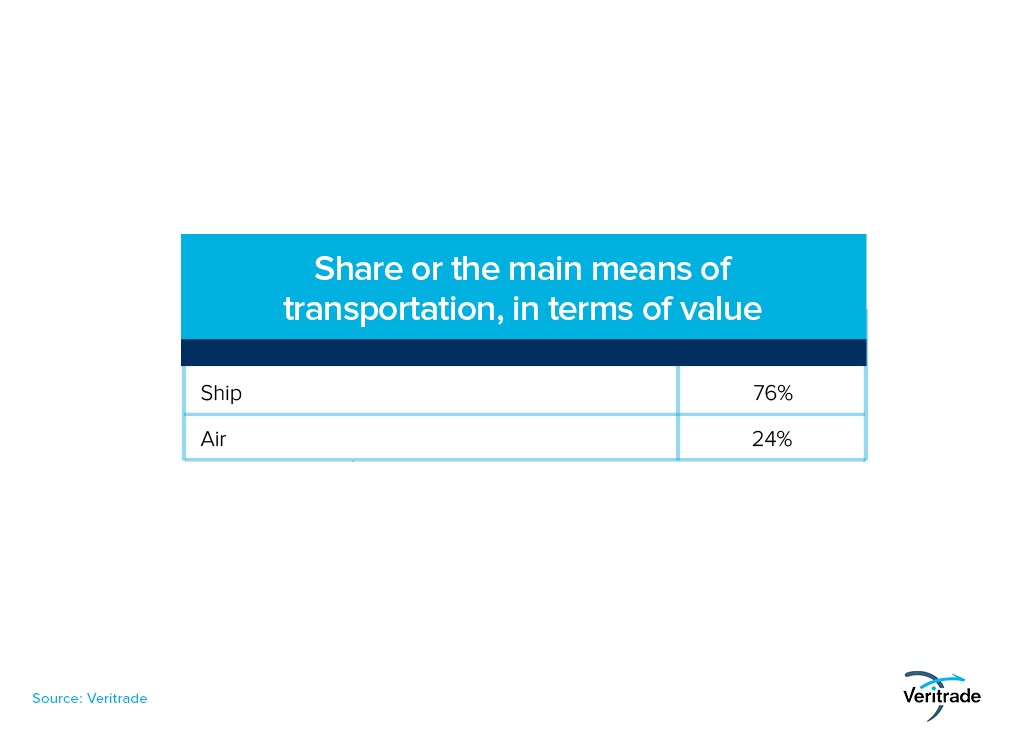 Share or the main means of
transportation, in terms of value
Ship 76%
Air 24%
Source: Veritrade
Veritrade